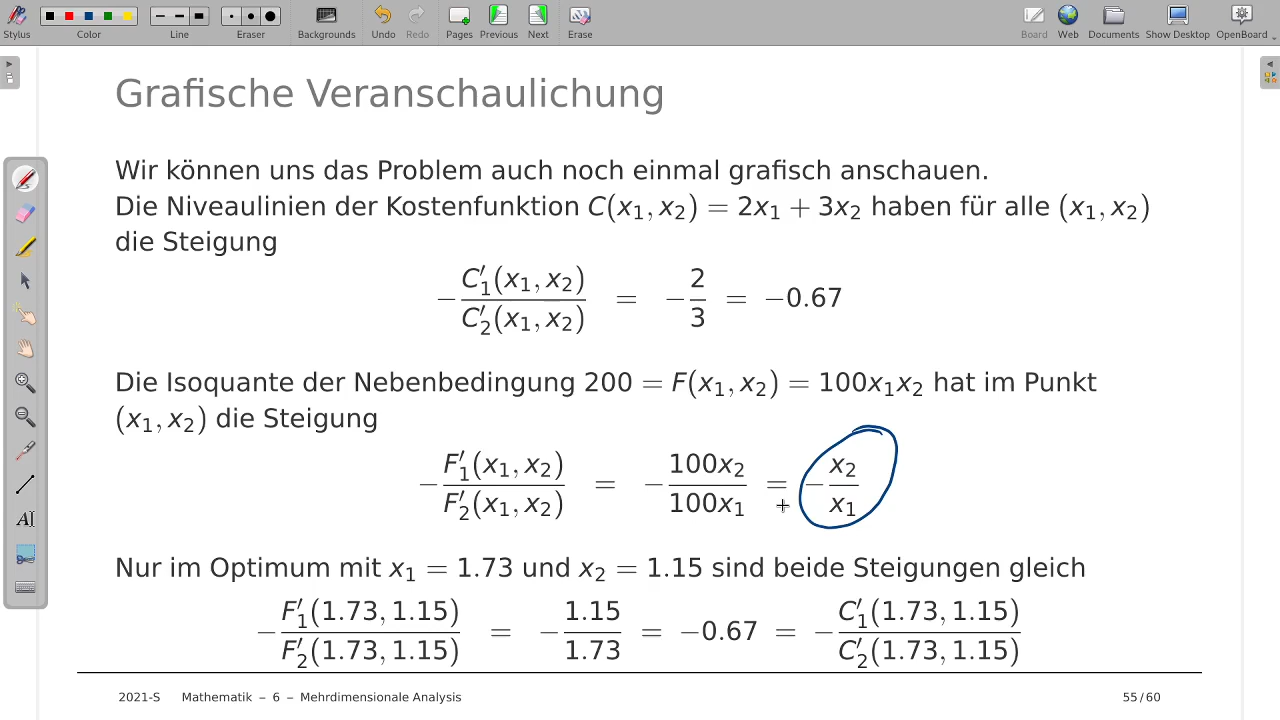 Stylus Color Line Eraser Backgrounds Undo Redo Pages Previous Next Erase Board Web Documents Show Desktop OpenBoard
Grafische Veranschaulichung
Wir können uns das Problem auch noch einmal grafisch anschauen.
Die Niveaulinien der Kostenfunktion C(x₁, x₂) = 2x₁ + 3x₂ haben für alle (x₁, x₂)
die Steigung
− C′₁(x₁, x₂) / C′₂(x₁, x₂) = − 2/3 = −0.67
Die Isoquante der Nebenbedingung 200 = F(x₁, x₂) = 100x₁x₂ hat im Punkt
(x₁, x₂) die Steigung
− F′₁(x₁, x₂) / F′₂(x₁, x₂) = − 100x₂ / 100x₁ = − x₂ / x₁
Nur im Optimum mit x₁ = 1.73 und x₂ = 1.15 sind beide Steigungen gleich
− F′₁(1.73, 1.15) / F′₂(1.73, 1.15) = − 1.15 / 1.73 = −0.67 = − C′₁(1.73, 1.15) / C′₂(1.73, 1.15)
2021-S Mathematik – 6 – Mehrdimensionale Analysis 55/60